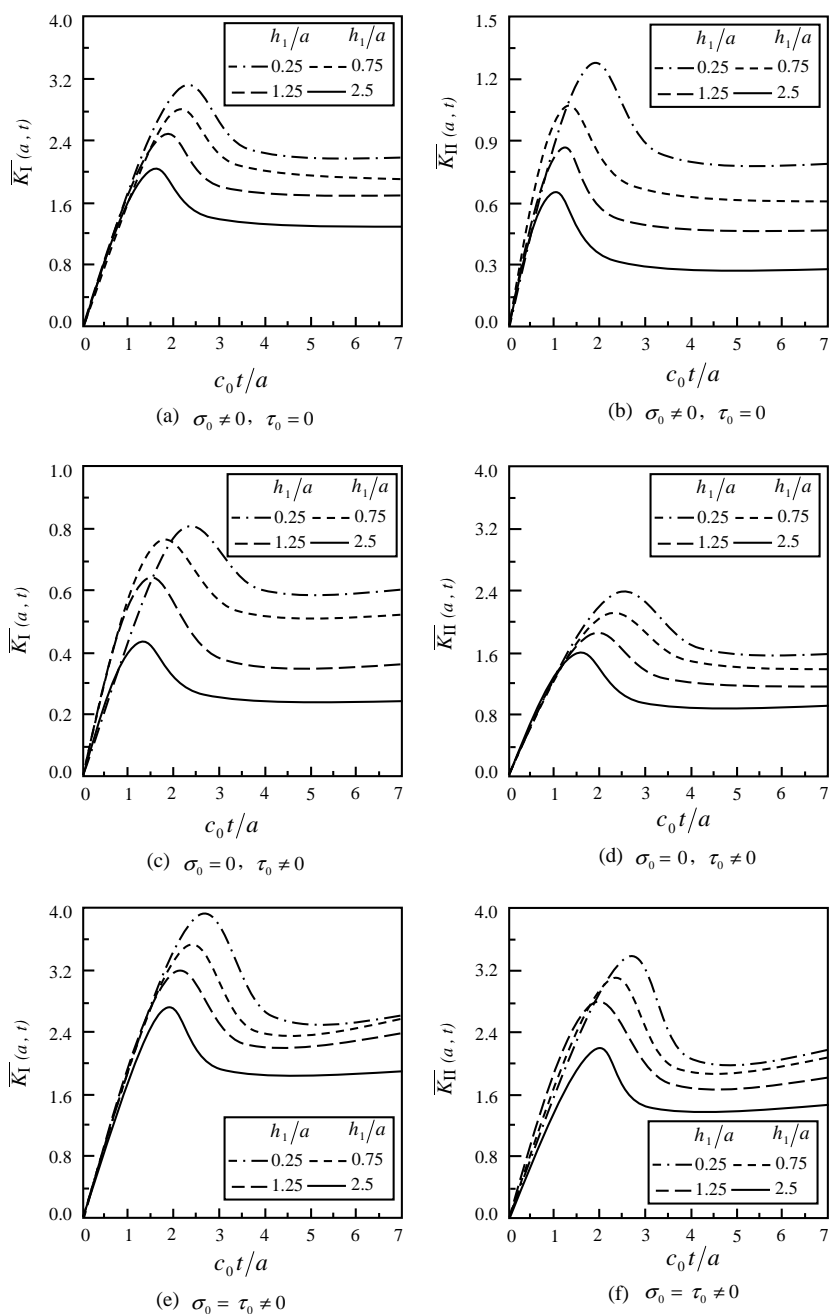 4.0
3.2
2.4
1.6
0.8
0.0
K̅I (a, t)
h₁/a h₁/a
0.25 0.75
1.25 2.5
0 1 2 3 4 5 6 7
c₀t/a
(a) σ₀ ≠ 0, τ₀ = 0
1.5
1.2
0.9
0.6
0.3
0.0
K̅II (a, t)
h₁/a h₁/a
0.25 0.75
1.25 2.5
0 1 2 3 4 5 6 7
c₀t/a
(b) σ₀ ≠ 0, τ₀ = 0
1.0
0.8
0.6
0.4
0.2
0.0
K̅I (a, t)
h₁/a h₁/a
0.25 0.75
1.25 2.5
0 1 2 3 4 5 6 7
c₀t/a
(c) σ₀ = 0, τ₀ ≠ 0
4.0
3.2
2.4
1.6
0.8
0.0
K̅II (a, t)
h₁/a h₁/a
0.25 0.75
1.25 2.5
0 1 2 3 4 5 6 7
c₀t/a
(d) σ₀ = 0, τ₀ ≠ 0
4.0
3.2
2.4
1.6
0.8
0.0
K̅I (a, t)
h₁/a h₁/a
0.25 0.75
1.25 2.5
0 1 2 3 4 5 6 7
c₀t/a
(e) σ₀ = τ₀ ≠ 0
4.0
3.2
2.4
1.6
0.8
0.0
K̅II (a, t)
h₁/a h₁/a
0.25 0.75
1.25 2.5
0 1 2 3 4 5 6 7
c₀t/a
(f) σ₀ = τ₀ ≠ 0